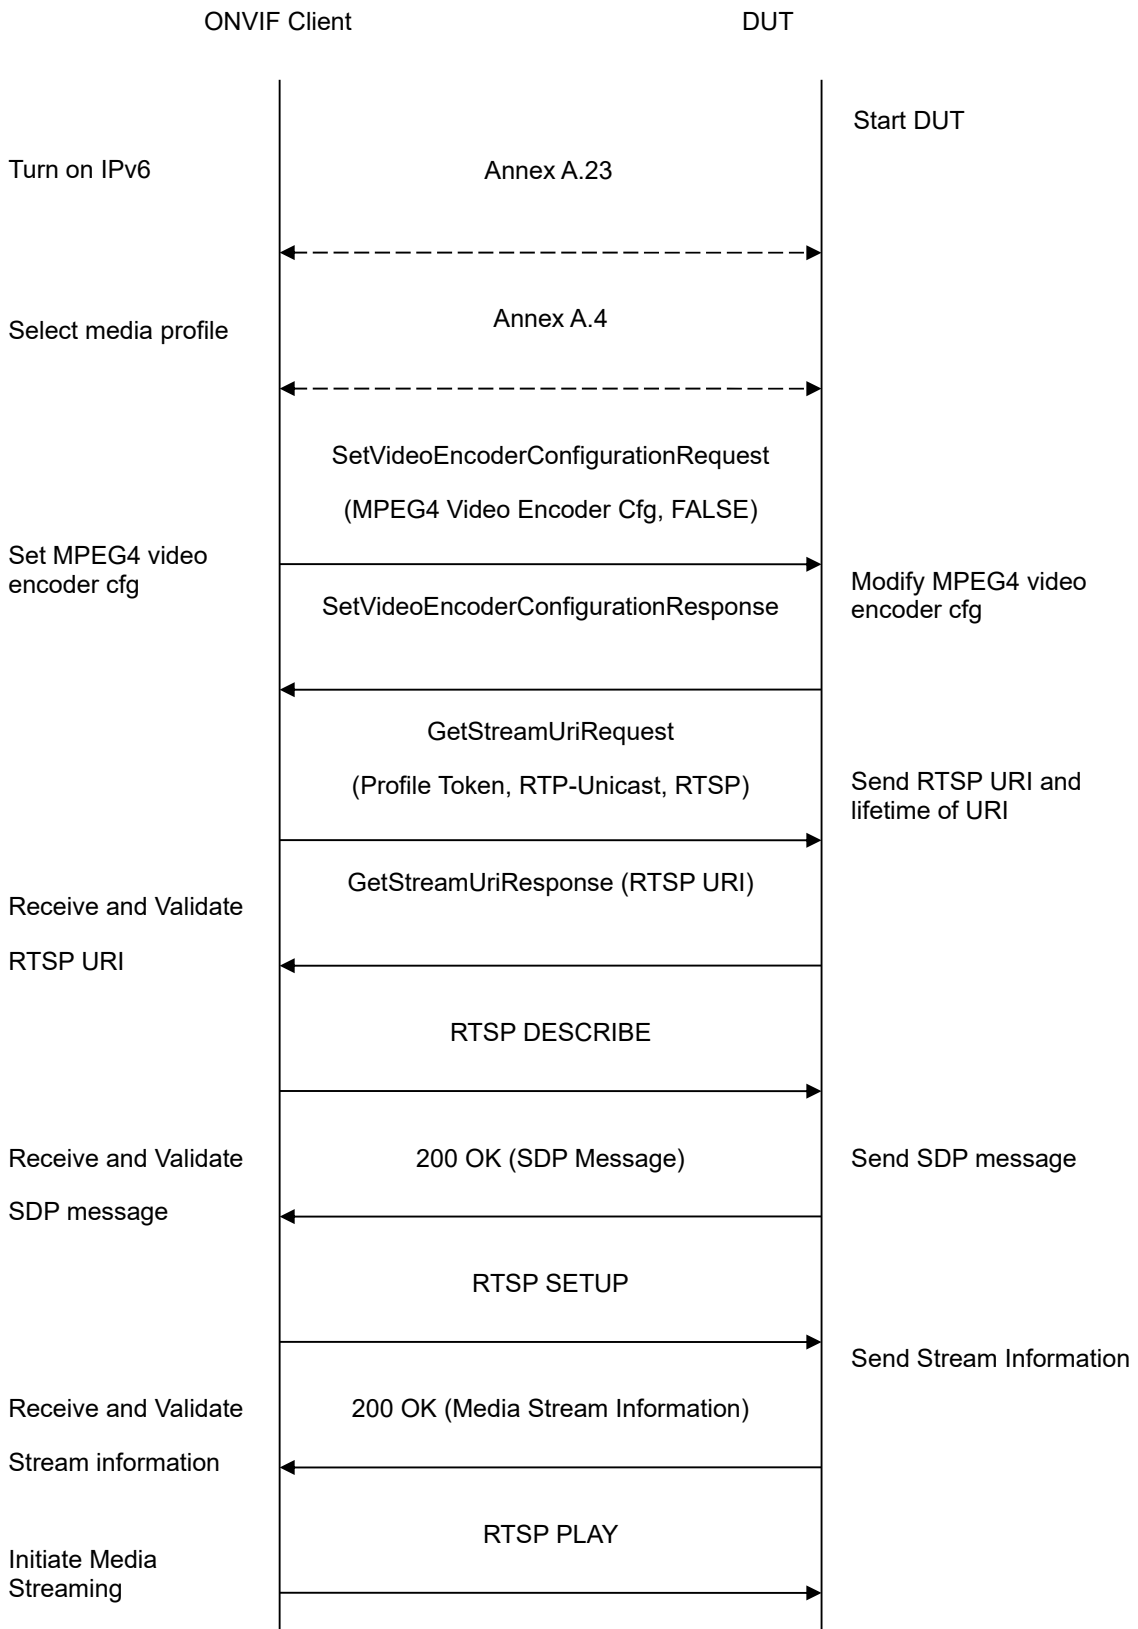 ONVIF Client
DUT
Start DUT
Turn on IPv6
Annex A.23
Select media profile
Annex A.4
SetVideoEncoderConfigurationRequest
(MPEG4 Video Encoder Cfg, FALSE)
Set MPEG4 video
encoder cfg
Modify MPEG4 video
encoder cfg
SetVideoEncoderConfigurationResponse
GetStreamUriRequest
(Profile Token, RTP-Unicast, RTSP)
Send RTSP URI and
lifetime of URI
GetStreamUriResponse (RTSP URI)
Receive and Validate
RTSP URI
RTSP DESCRIBE
Receive and Validate
SDP message
200 OK (SDP Message)
Send SDP message
RTSP SETUP
Send Stream Information
Receive and Validate
Stream information
200 OK (Media Stream Information)
RTSP PLAY
Initiate Media
Streaming